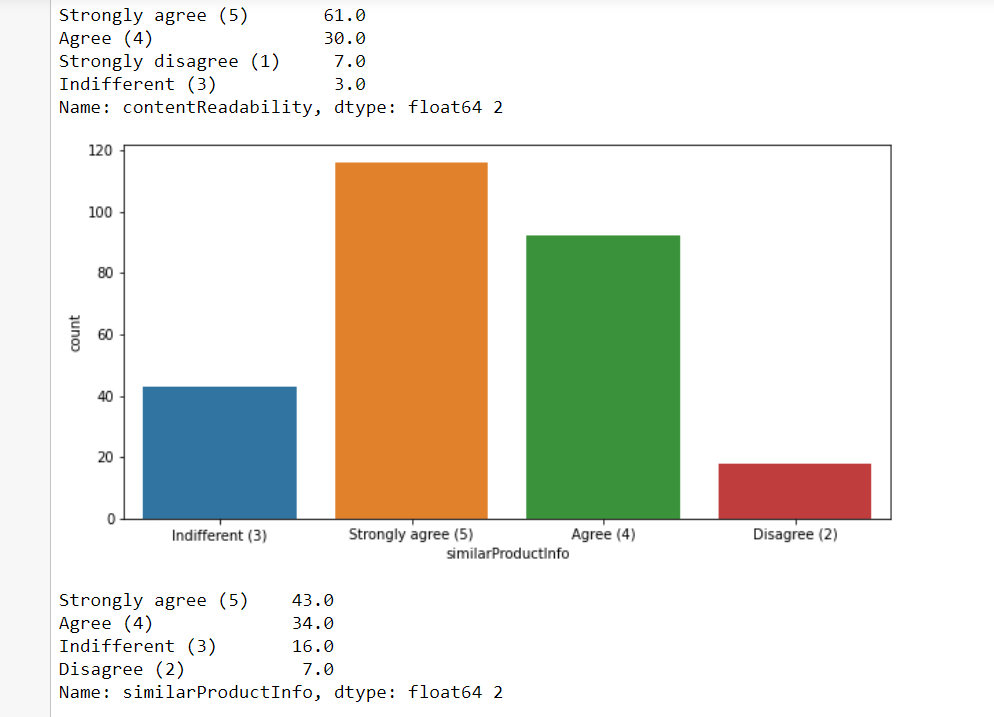 Strongly agree (5) 61.0
Agree (4) 30.0
Strongly disagree (1) 7.0
Indifferent (3) 3.0
Name: contentReadability, dtype: float64 2
120
100
80
60
40
20
0
count
Indifferent (3) Strongly agree (5) Agree (4) Disagree (2)
similarProductInfo
Strongly agree (5) 43.0
Agree (4) 34.0
Indifferent (3) 16.0
Disagree (2) 7.0
Name: similarProductInfo, dtype: float64 2